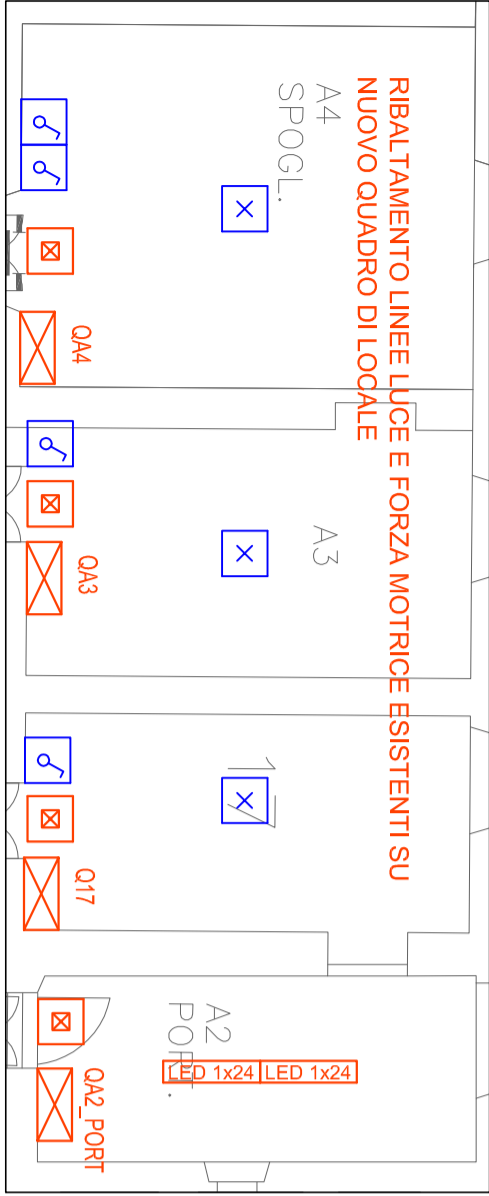 RIBALTAMENTO LINEE LUCE E FORZA MOTRICE ESISTENTI SU
NUOVO QUADRO DI LOCALE
A4
SPOGL.
QA4
A3
QA3
17
Q17
A2
PORT.
LED 1x24
LED 1x24
QA2_PORT